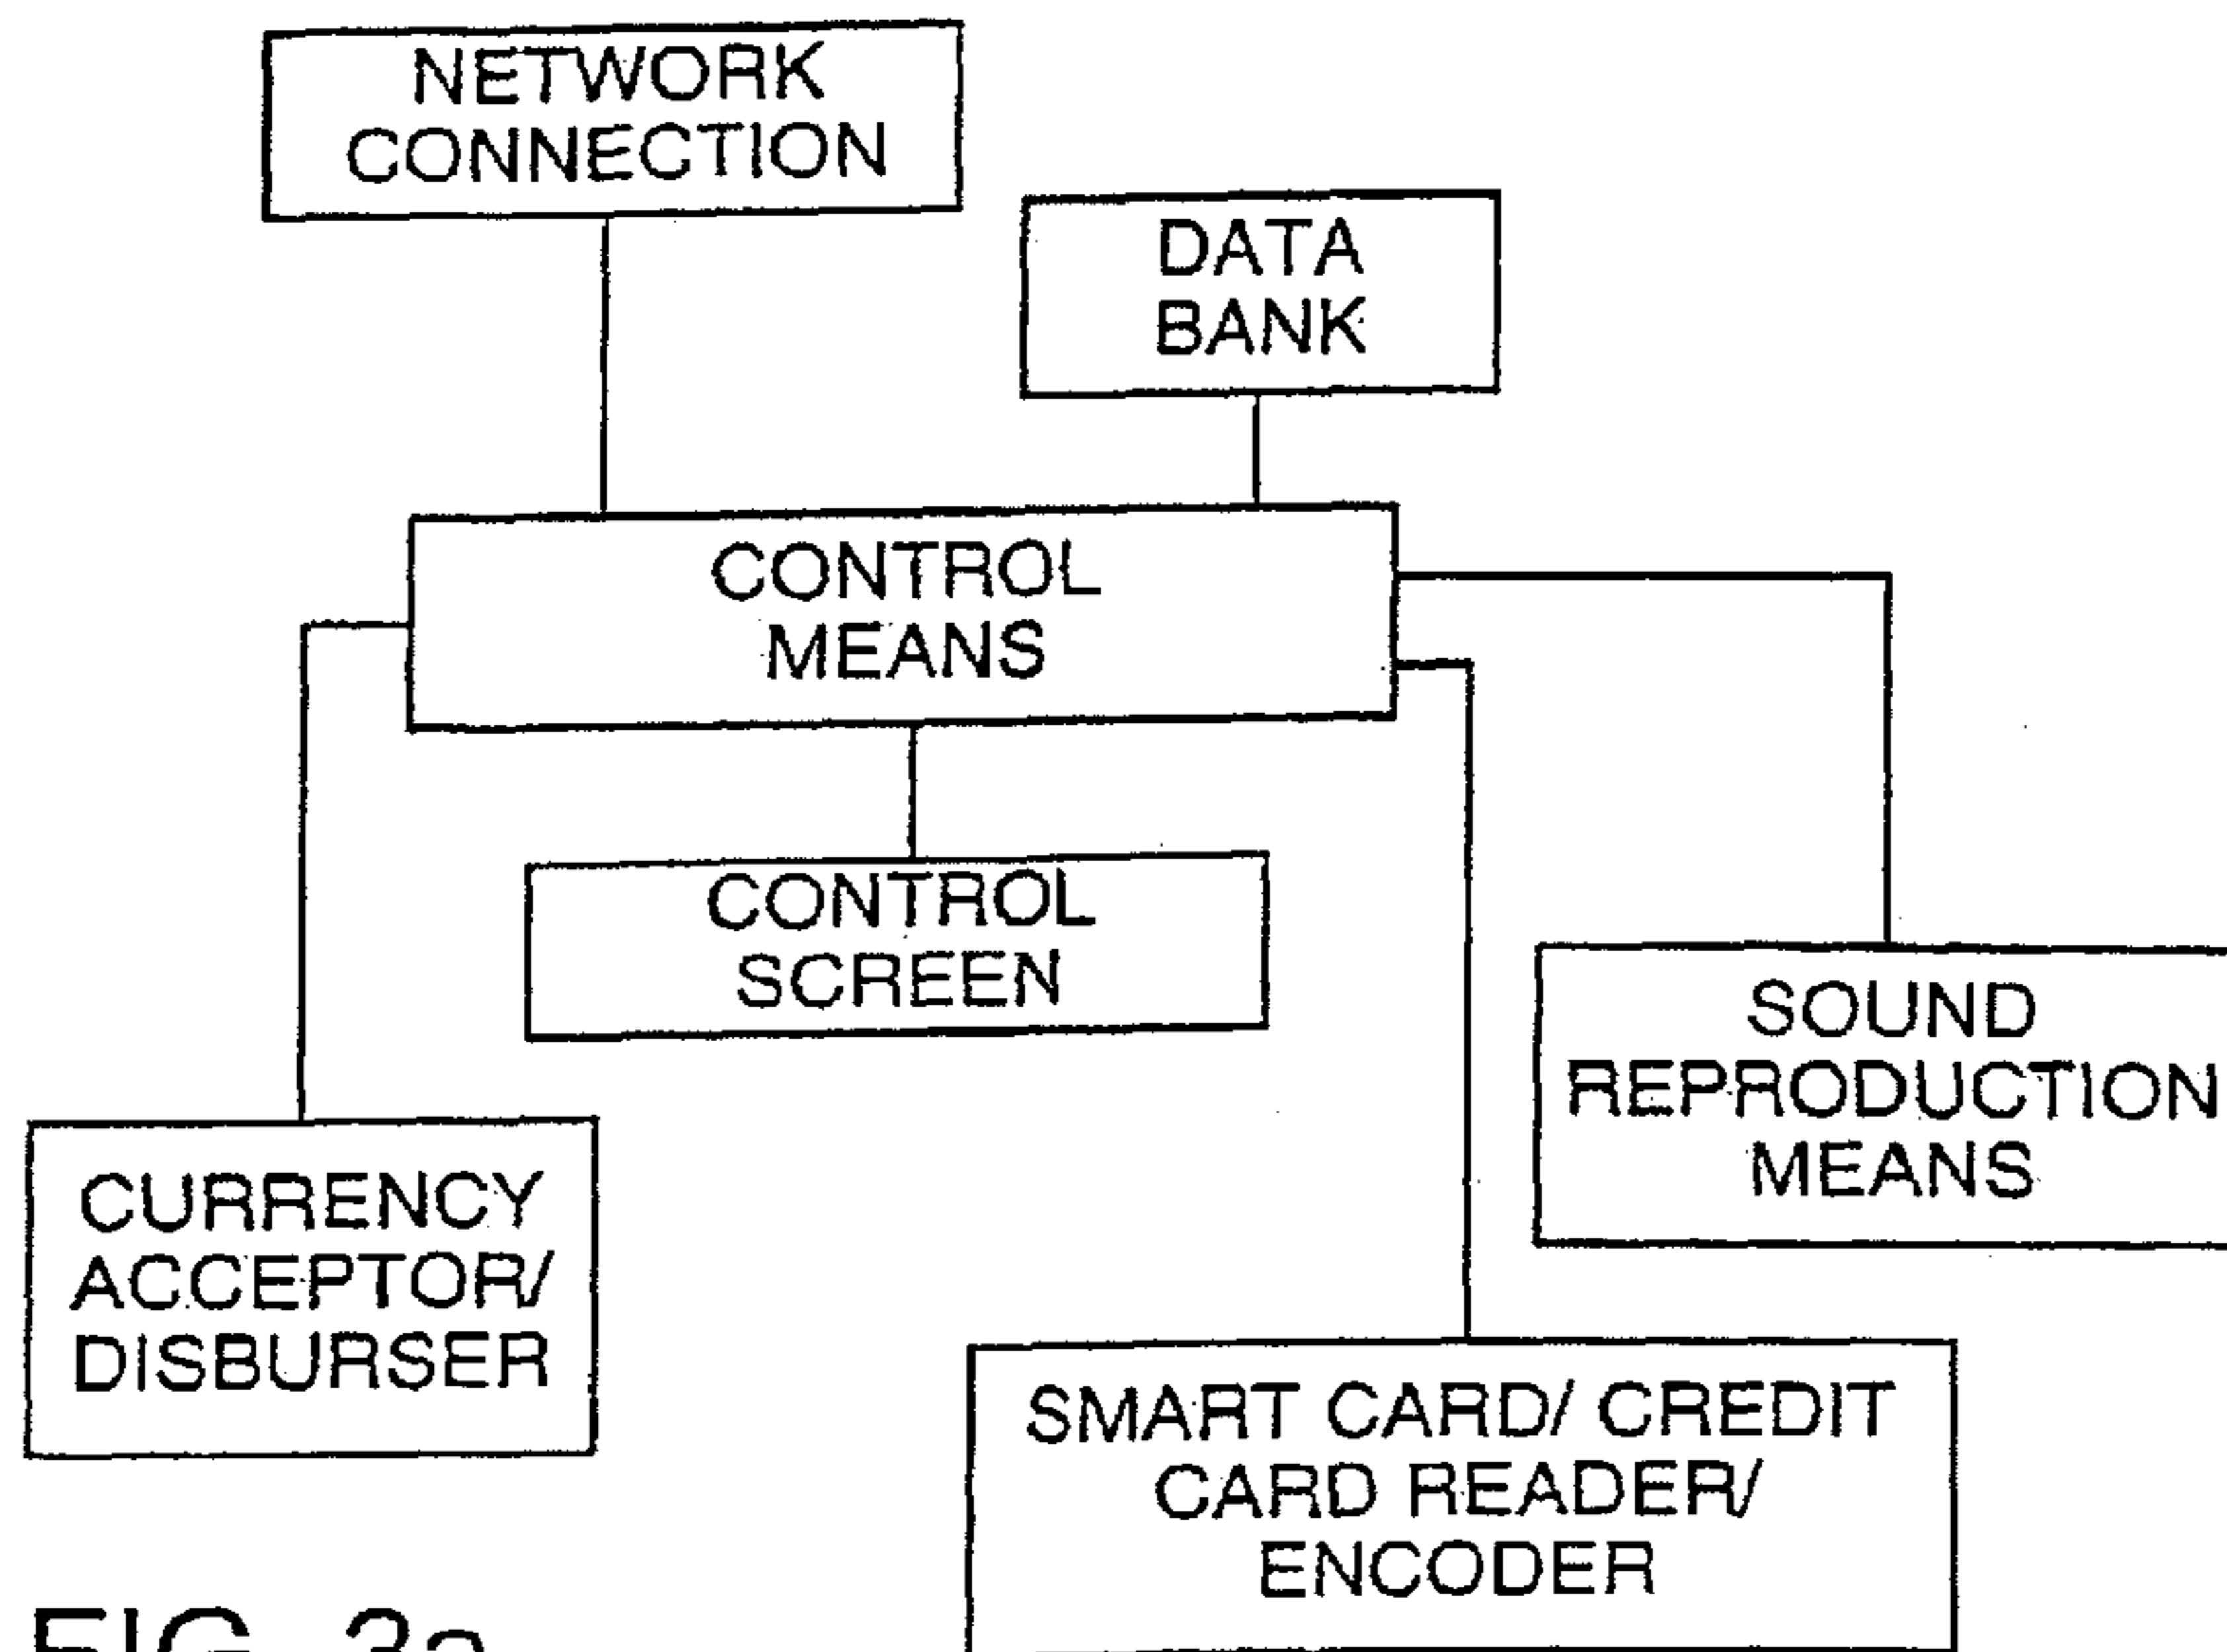 NETWORK
CONNECTION
DATA
BANK
CONTROL
MEANS
CONTROL
SCREEN
SOUND
REPRODUCTION
MEANS
CURRENCY
ACCEPTOR/
DISBURSER
SMART CARD/ CREDIT
CARD READER/
ENCODER
FIG.